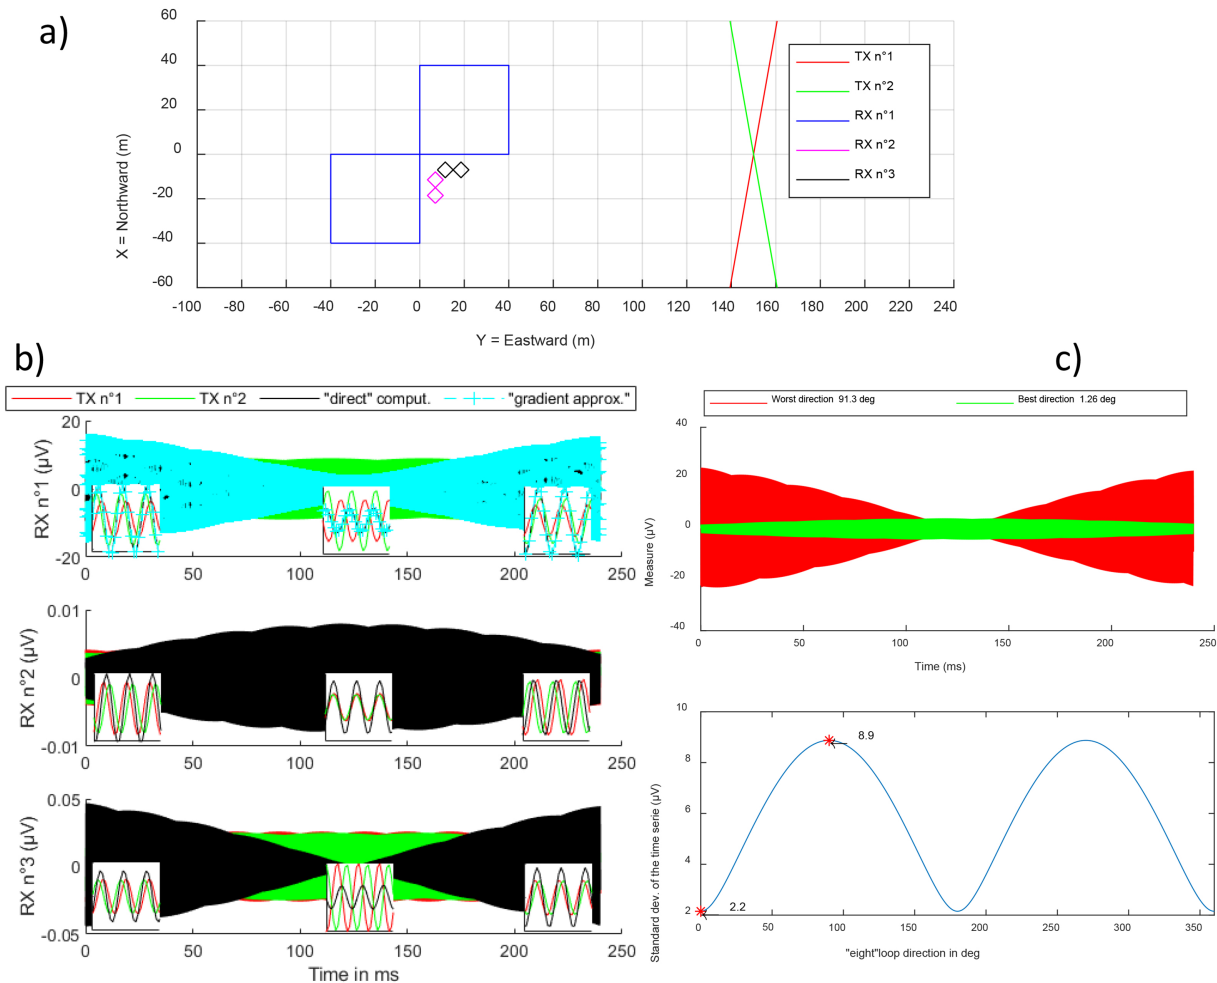 a)
60
40
20
0
-20
-40
-60
X = Northward (m)
-100 -80 -60 -40 -20 0 20 40 60 80 100 120 140 160 180 200 220 240
Y = Eastward (m)
TX n°1
TX n°2
RX n°1
RX n°2
RX n°3
b)
TX n°1 TX n°2 "direct" comput. "gradient approx."
20
0
-20
RX n°1 (µV)
0 50 100 150 200 250
0.01
0
-0.01
RX n°2 (µV)
0 50 100 150 200 250
0.05
0
-0.05
RX n°3 (µV)
0 50 100 150 200 250
Time in ms
c)
Worst direction 91.3 deg Best direction 1.26 deg
40
20
0
-20
-40
Measure (µV)
0 50 100 150 200 250
Time (ms)
10
8
6
4
2
Standard dev. of the time serie (µV)
8.9
2.2
0 50 100 150 200 250 300 350
"eight"loop direction in deg